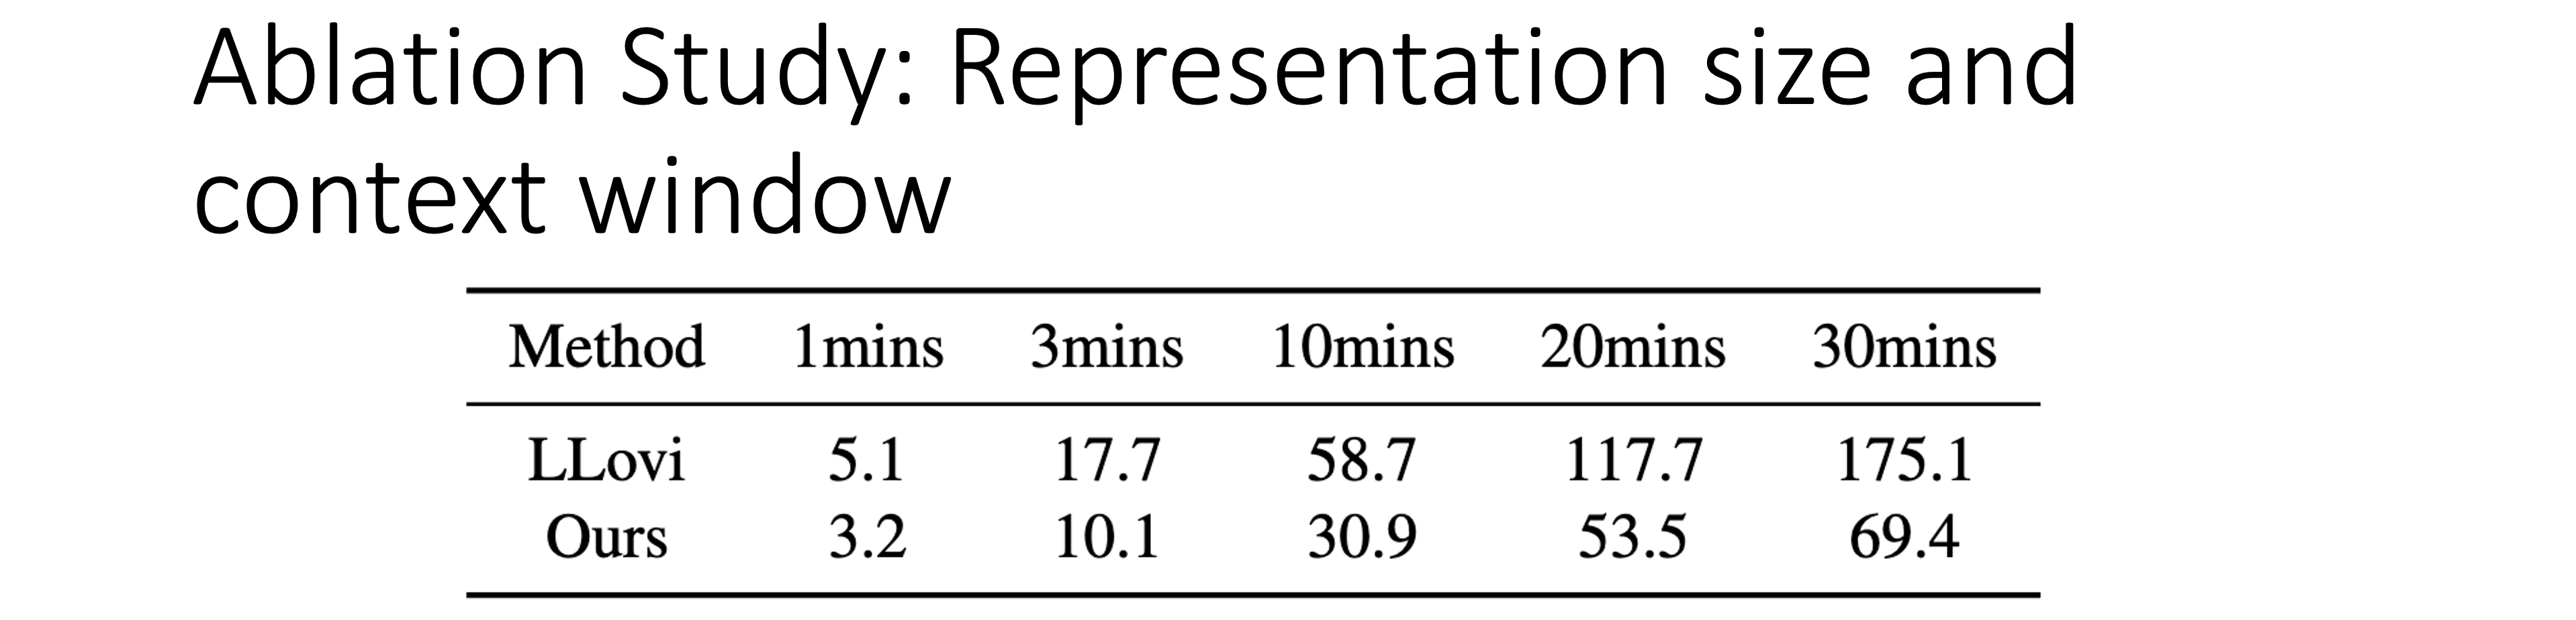 Ablation Study: Representation size and
context window
Method 1mins 3mins 10mins 20mins 30mins
LLovi 5.1 17.7 58.7 117.7 175.1
Ours 3.2 10.1 30.9 53.5 69.4